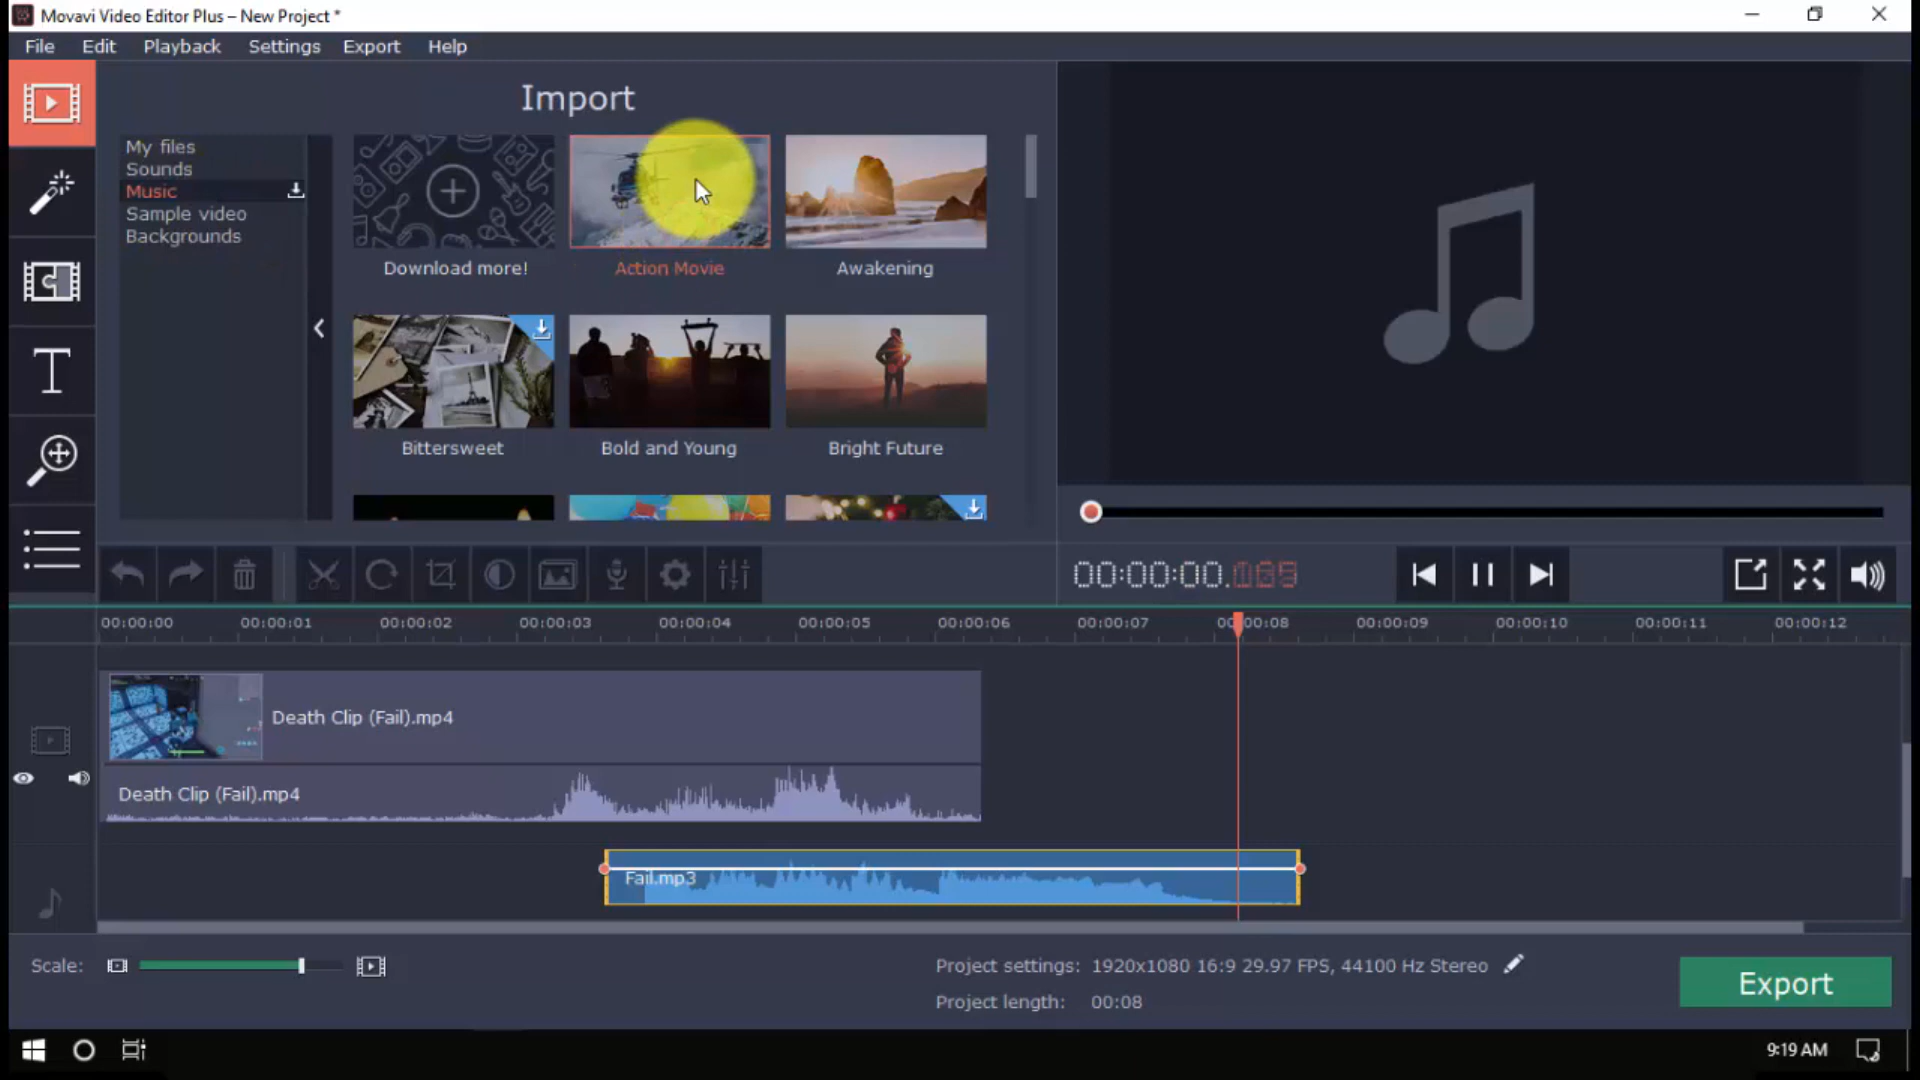 Movavi Video Editor Plus – New Project *
File Edit Playback Settings Export Help
Import
My files
Sounds
Music
Sample video
Backgrounds
Download more!
Action Movie
Awakening
Bittersweet
Bold and Young
Bright Future
00:00:00.
00:00:00 00:00:01 00:00:02 00:00:03 00:00:04 00:00:05 00:00:06 00:00:07 00:00:08 00:00:09 00:00:10 00:00:11 00:00:12
Death Clip (Fail).mp4
Death Clip (Fail).mp4
Fail.mp3
Scale:
Project settings: 1920x1080 16:9 29.97 FPS, 44100 Hz Stereo
Project length: 00:08
Export
9:19 AM